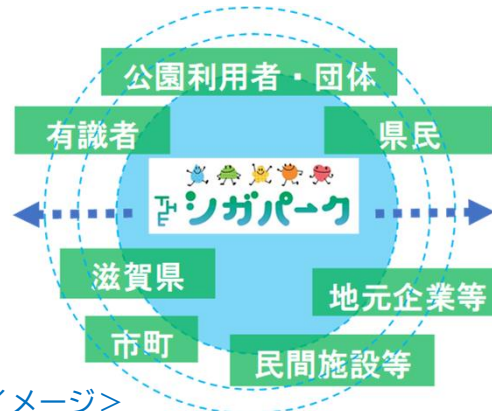 公園利用者・団体
有識者
県民
THE シガパーク
滋賀県
地元企業等
市町
民間施設等
イメージ＞